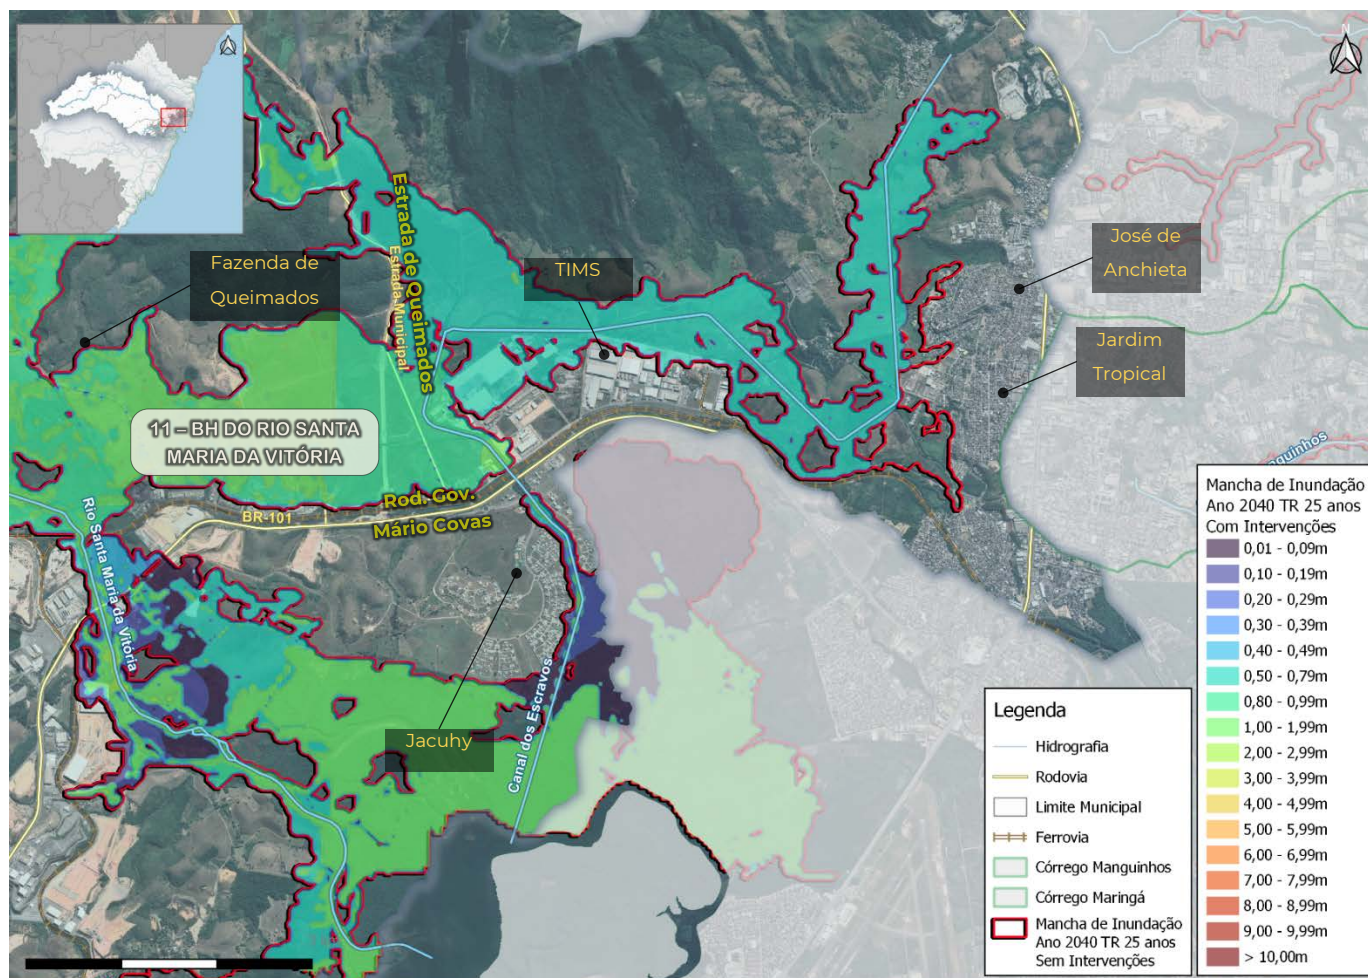 N
José de
Anchieta
Fazenda de
Queimados
TIMS
Estrada de Queimados
Estrada Municipal
Jardim
Tropical
11 – BH DO RIO SANTA
MARIA DA VITÓRIA
Rod. Gov.
Mário Covas
BR-101
Rio Santa Maria da Vitória
Canal dos Escravos
Jacuhy
nguinhos
Mancha de Inundação
Ano 2040 TR 25 anos
Com Intervenções
0,01 - 0,09m
0,10 - 0,19m
0,20 - 0,29m
0,30 - 0,39m
0,40 - 0,49m
0,50 - 0,79m
0,80 - 0,99m
1,00 - 1,99m
2,00 - 2,99m
3,00 - 3,99m
4,00 - 4,99m
5,00 - 5,99m
6,00 - 6,99m
7,00 - 7,99m
8,00 - 8,99m
9,00 - 9,99m
> 10,00m
Legenda
Hidrografia
Rodovia
Limite Municipal
Ferrovia
Córrego Manguinhos
Córrego Maringá
Mancha de Inundação
Ano 2040 TR 25 anos
Sem Intervenções